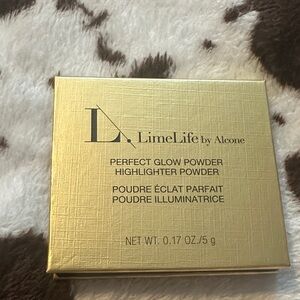 L. LimeLife by Alcone
PERFECT GLOW POWDER
HIGHLIGHTER POWDER
POUDRE ÉCLAT PARFAIT
POUDRE ILLUMINATRICE
NET WT. 0.17 OZ./5 g